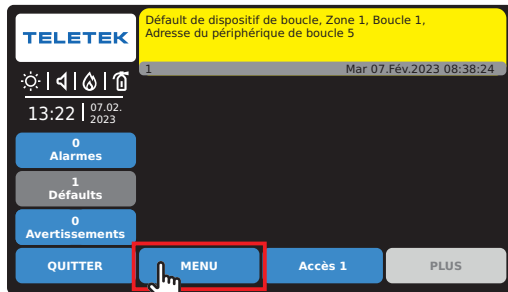 TELETEK
Défault de dispositif de boucle, Zone 1, Boucle 1,
Adresse du périphérique de boucle 5
1 Mar 07.Fév.2023 08:38:24
13:22 07.02.
2023
0
Alarmes
1
Défauts
0
Avertissements
QUITTER MENU Accès 1 PLUS